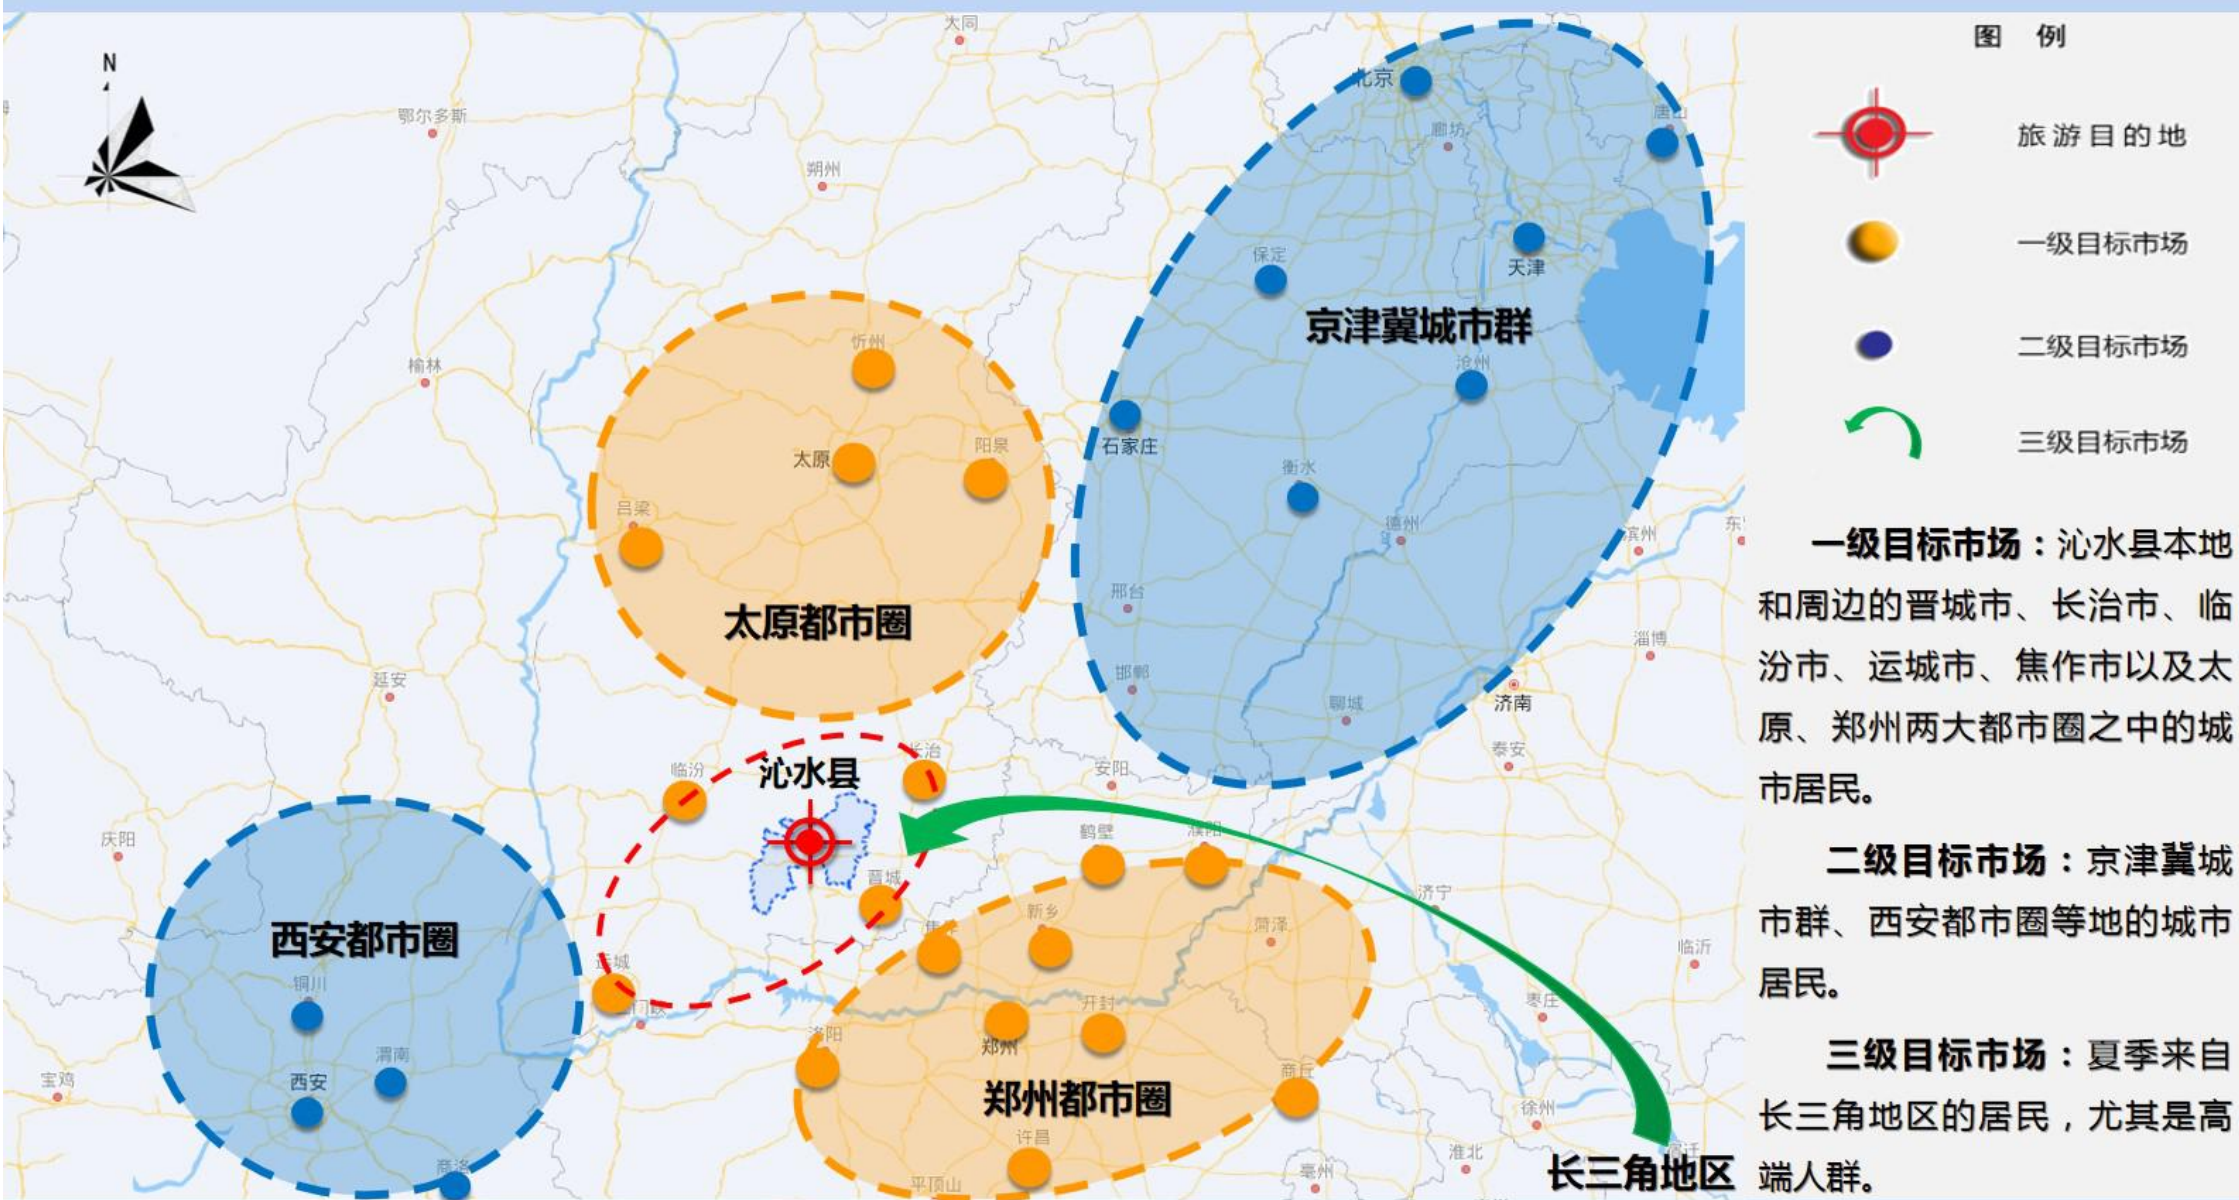 N
大同
鄂尔多斯
朔州
北京
唐山
廊坊
保定
天津
京津冀城市群
沧州
忻州
榆林
太原
阳泉
石家庄
衡水
吕梁
德州
滨州
邢台
太原都市圈
淄博
延安
邯郸
聊城
济南
长治
泰安
临汾
沁水县
安阳
庆阳
鹤壁
濮阳
晋城
济宁
新乡
菏泽
西安都市圈
临沂
运城
铜川
枣庄
开封
洛阳
郑州
渭南
西安
宝鸡
商丘
郑州都市圈
徐州
许昌
淮北
宿迁
商洛
平顶山
亳州
长三角地区
图 例
旅游目的地
一级目标市场
二级目标市场
三级目标市场
一级目标市场：沁水县本地
和周边的晋城市、长治市、临
汾市、运城市、焦作市以及太
原、郑州两大都市圈之中的城
市居民。
二级目标市场：京津冀城
市群、西安都市圈等地的城市
居民。
三级目标市场：夏季来自
长三角地区的居民，尤其是高
端人群。